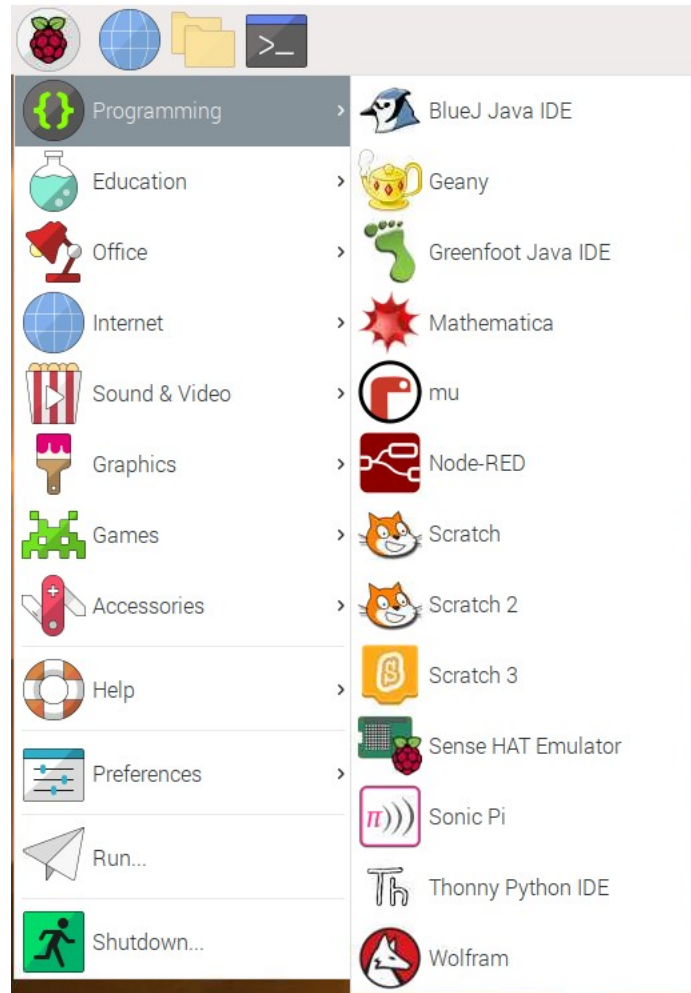 >_
Programming
Education
Office
Internet
Sound & Video
Graphics
Games
Accessories
Help
Preferences
Run...
Shutdown...
BlueJ Java IDE
Geany
Greenfoot Java IDE
Mathematica
mu
Node-RED
Scratch
Scratch 2
S
Scratch 3
Sense HAT Emulator
π)))
Sonic Pi
Th
Thonny Python IDE
Wolfram